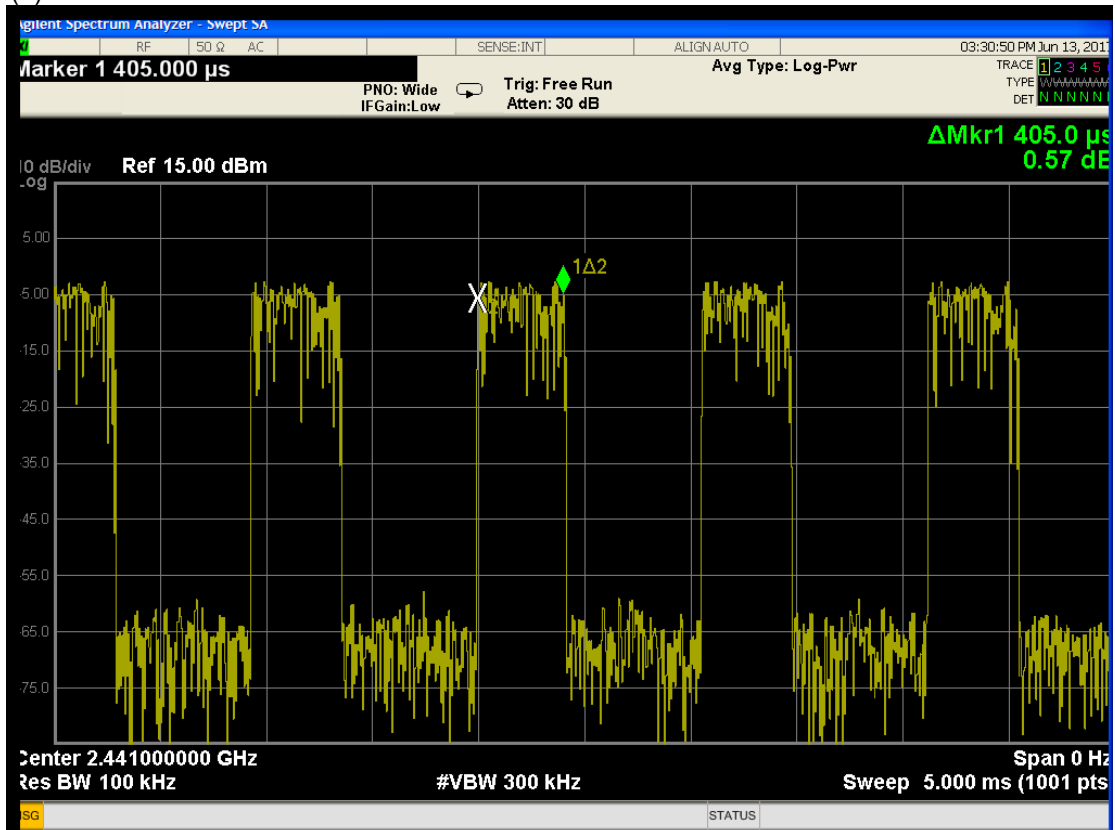 Agilent Spectrum Analyzer - Swept SA
RF 50 Ω AC SENSE:INT ALIGN AUTO 03:30:50 PM Jun 13, 201
Marker 1 405.000 µs
PNO: Wide
IFGain:Low
Trig: Free Run
Atten: 30 dB
Avg Type: Log-Pwr
TRACE 1 2 3 4 5
TYPE WWWWWW
DET N N N N N
ΔMkr1 405.0 µs
0.57 dB
10 dB/div Ref 15.00 dBm
Log
5.00
1Δ2
-5.00
-15.0
-25.0
-35.0
-45.0
-55.0
-65.0
-75.0
Center 2.441000000 GHz Span 0 Hz
Res BW 100 kHz #VBW 300 kHz Sweep 5.000 ms (1001 pts
MSG STATUS